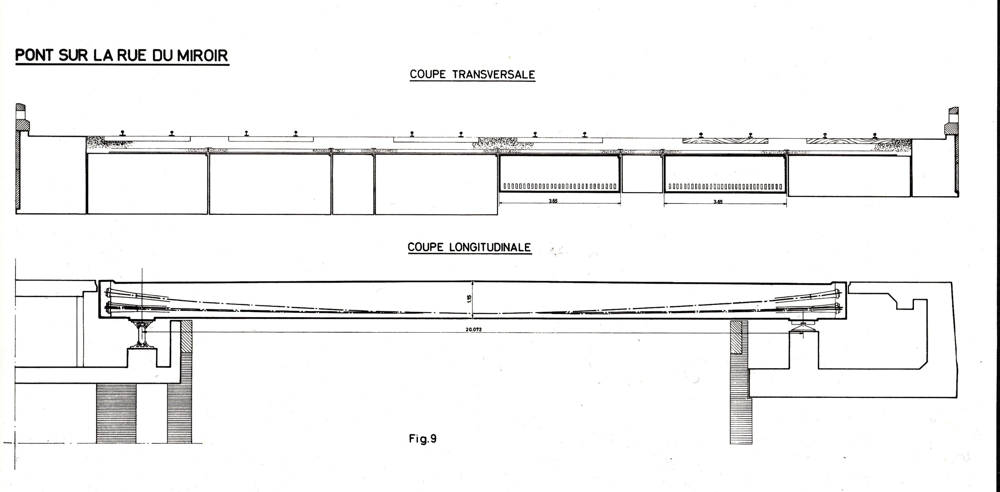 PONT SUR LA RUE DU MIROIR
COUPE TRANSVERSALE
3.65
3.65
COUPE LONGITUDINALE
1.15
20.072
Fig.9